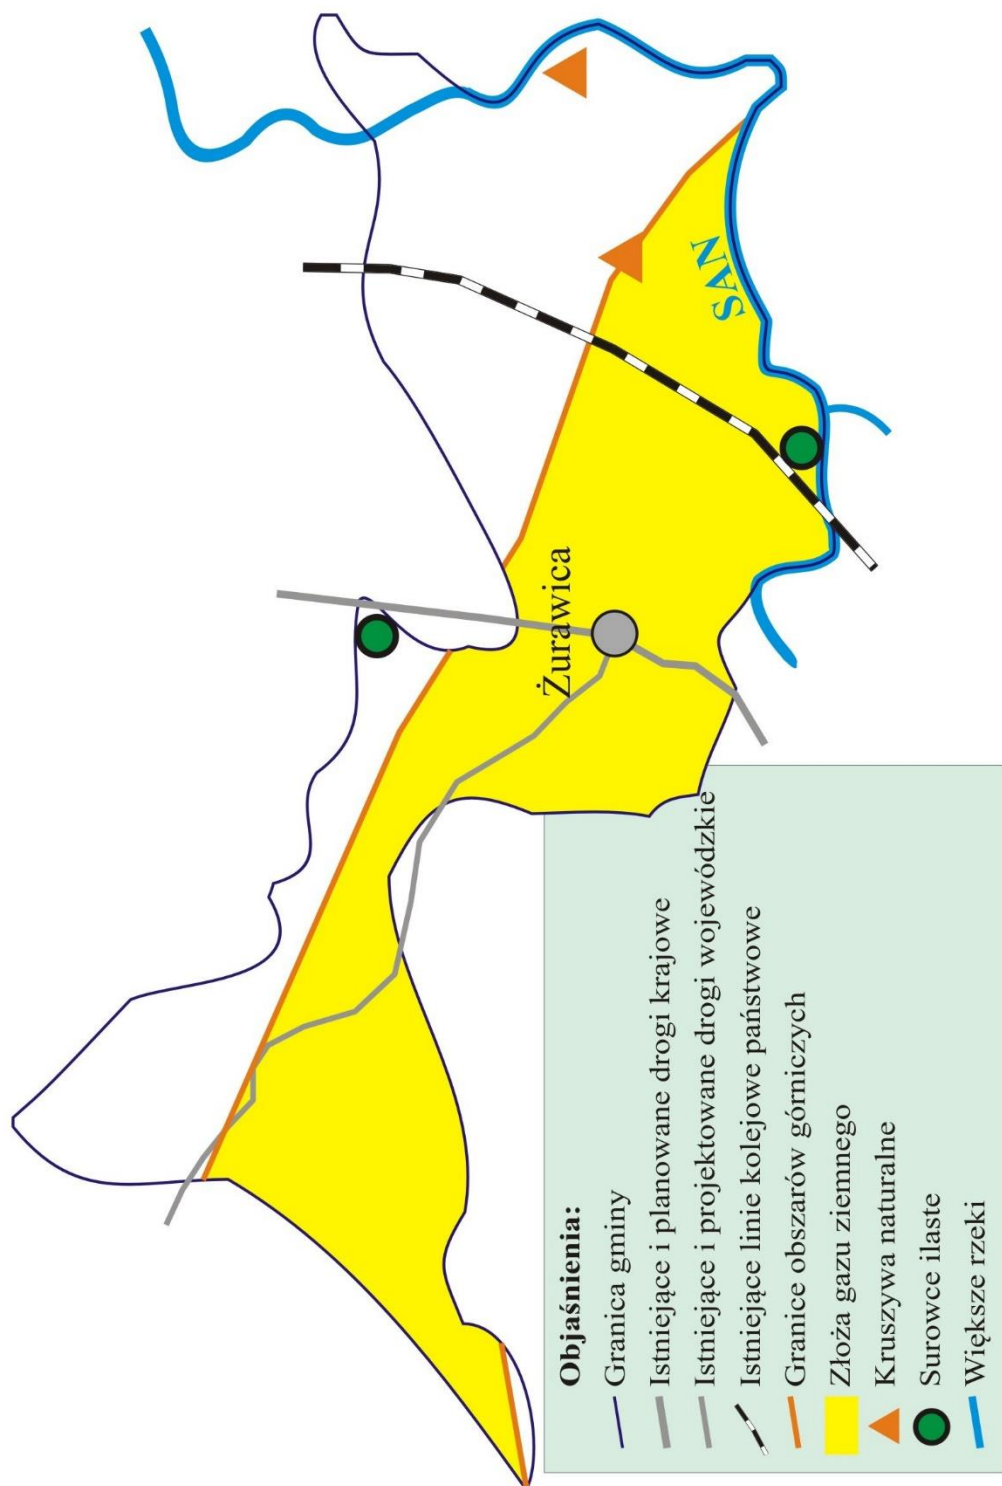 SAN
Żurawica
Objaśnienia:
Granica gminy
Istniejące i planowane drogi krajowe
Istniejące i projektowane drogi wojewódzkie
Istniejące linie kolejowe państwowe
Granice obszarów górniczych
Złoża gazu ziemnego
Kruszywa naturalne
Surowce ilaste
Większe rzeki